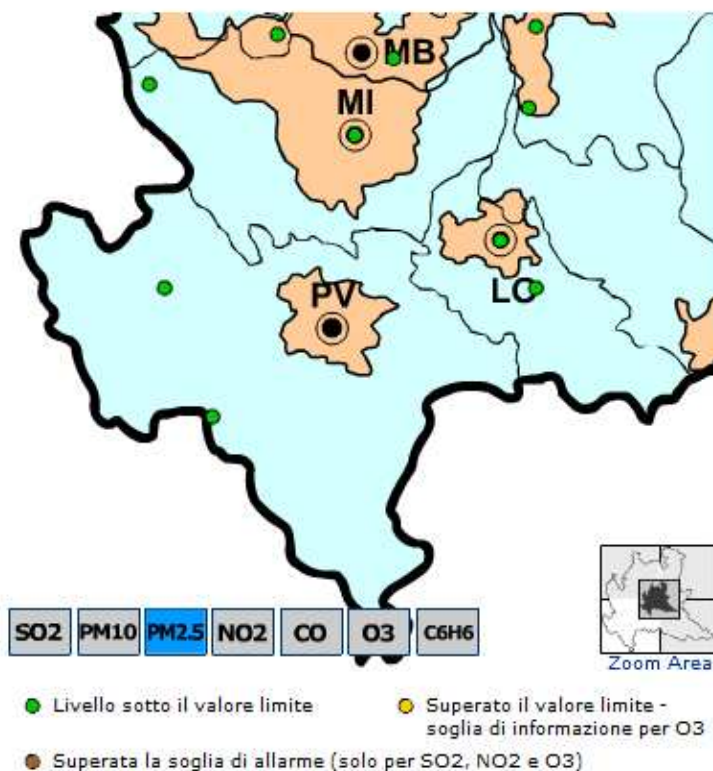 MB
MI
PV
LO
SO2 PM10 PM2.5 NO2 CO O3 C6H6
Zoom Area
Livello sotto il valore limite
Superato il valore limite -
soglia di informazione per O3
Superata la soglia di allarme (solo per SO2, NO2 e O3)